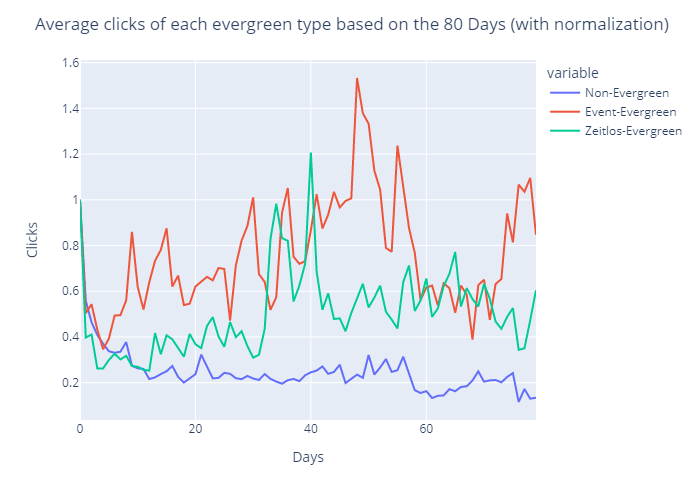 Average clicks of each evergreen type based on the 80 Days (with normalization)
variable
Non-Evergreen
Event-Evergreen
Zeitlos-Evergreen
Clicks
1.6
1.4
1.2
1
0.8
0.6
0.4
0.2
0 20 40 60
Days